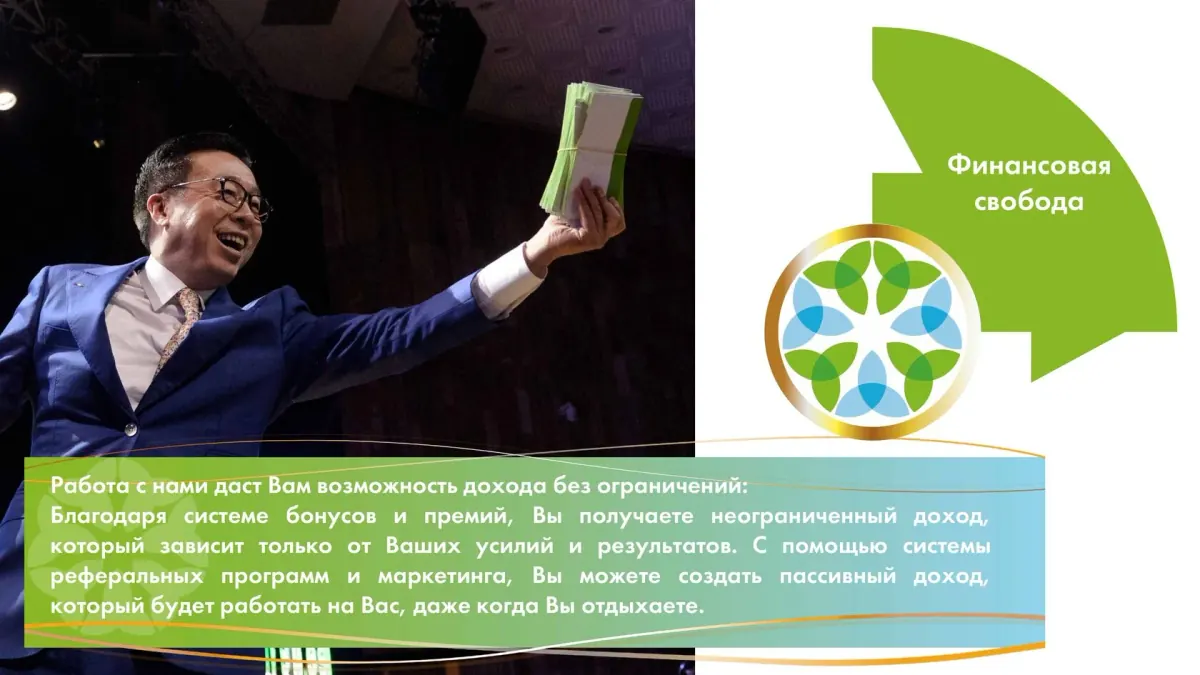 Финансовая
свобода
Работа с нами даст Вам возможность дохода без ограничений:
Благодаря системе бонусов и премий, Вы получаете неограниченный доход,
который зависит только от Ваших усилий и результатов. С помощью системы
реферальных программ и маркетинга, Вы можете создать пассивный доход,
который будет работать на Вас, даже когда Вы отдыхаете.